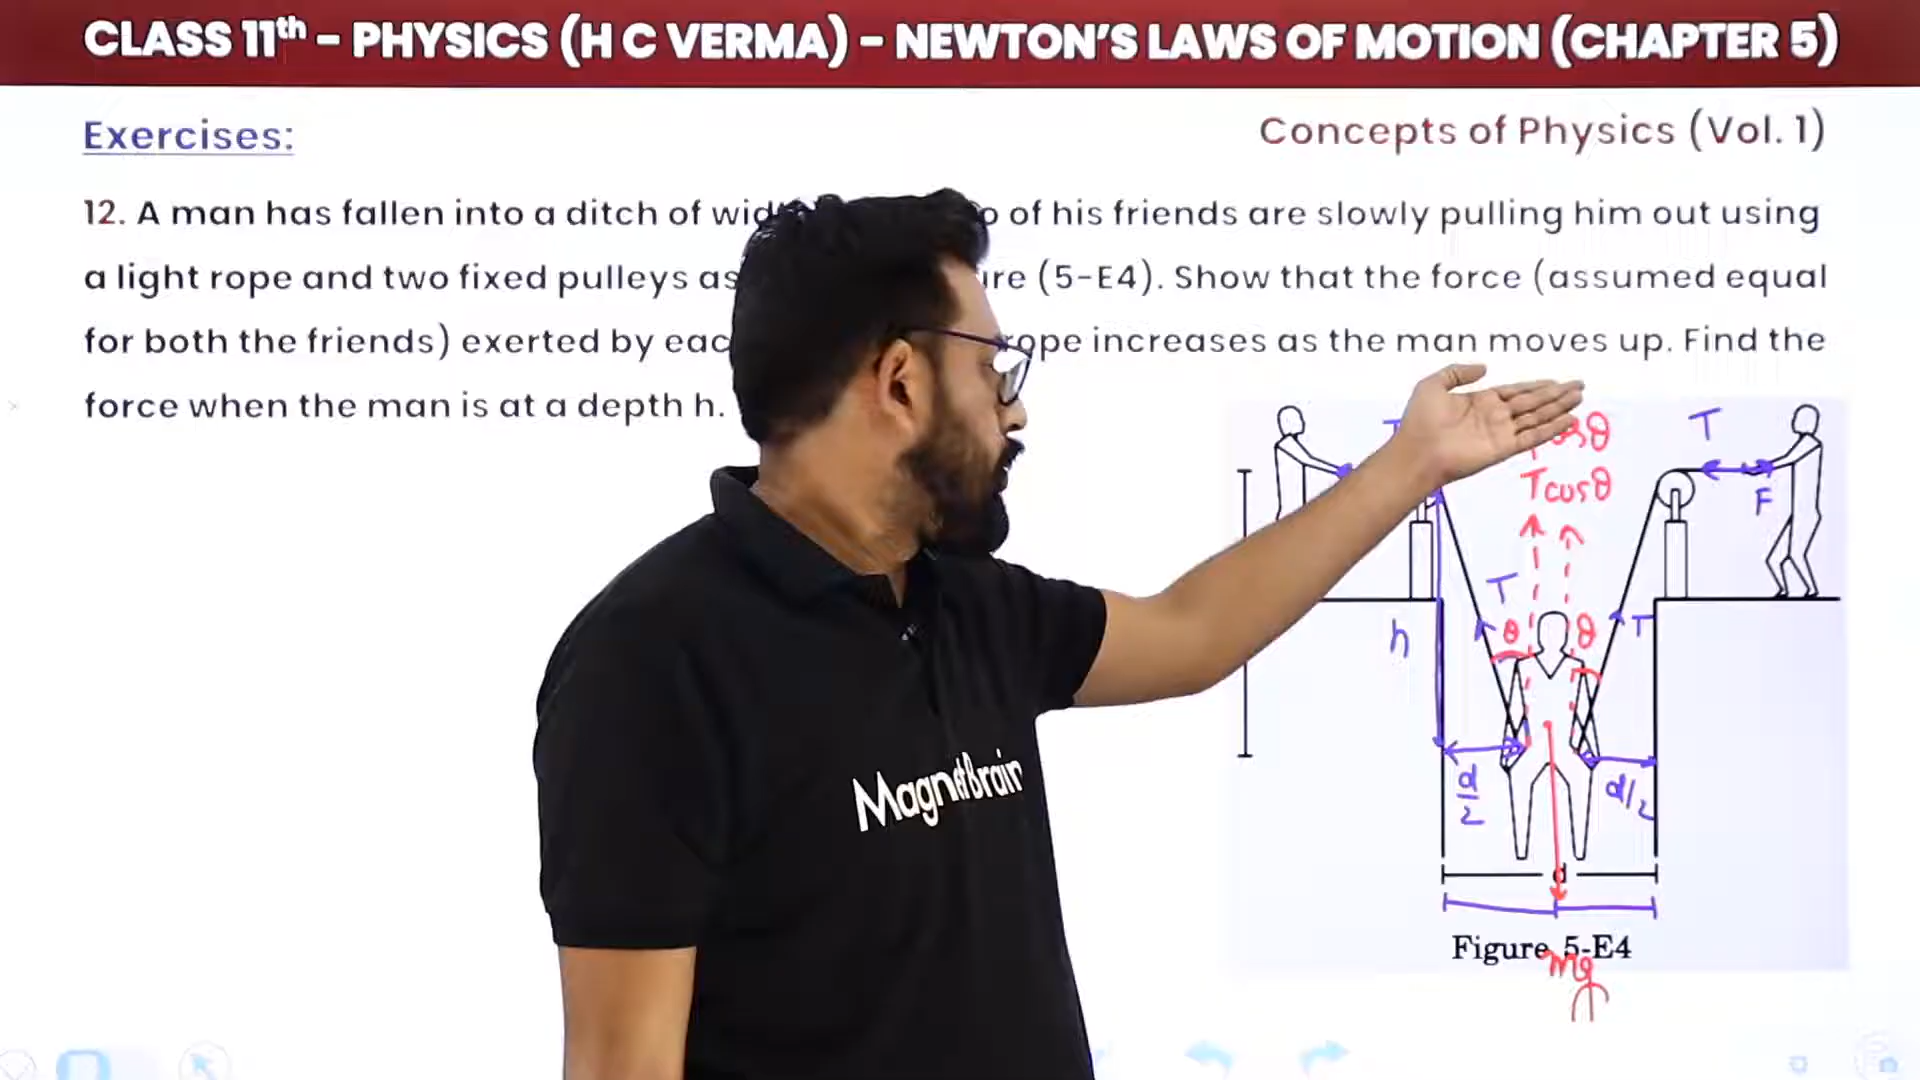 CLASS 11th – PHYSICS (H C VERMA) – NEWTON'S LAWS OF MOTION (CHAPTER 5)
Exercises:
Concepts of Physics (Vol. 1)
12. A man has fallen into a ditch of of his friends are slowly pulling him out using
a light rope and two fixed pulleys as (5-E4). Show that the force (assumed equal
for both the friends) exerted by rope increases as the man moves up. Find the
force when the man is at a depth h.
T
T cosθ
F
T
h
θ
θ
T
d/2
d/2
d
Figure 5-E4
mg
MagnetBrain